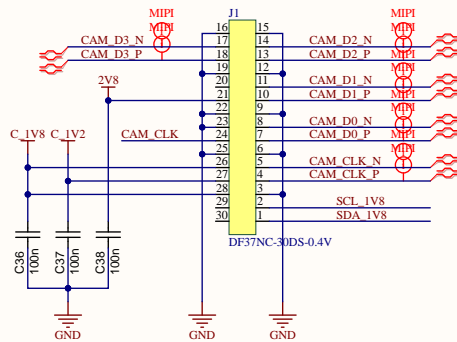 MIPI
J1
MIPI
16
15
CAM_D3_N
17
14
CAM_D2_N
MIPI
MIPI
CAM_D3_P
18
13
CAM_D2_P
19
12
MIPI
2V8
20
11
CAM_D1_N
MIPI
21
10
CAM_D1_P
22
9
MIPI
C_1V8
C_1V2
23
8
CAM_D0_N
MIPI
CAM_CLK
24
7
CAM_D0_P
25
6
MIPI
26
5
CAM_CLK_N
MIPI
27
4
CAM_CLK_P
28
3
29
2
SCL_1V8
30
1
SDA_1V8
DF37NC-30DS-0.4V
C36
100n
C37
100n
C38
100n
GND
GND
GND